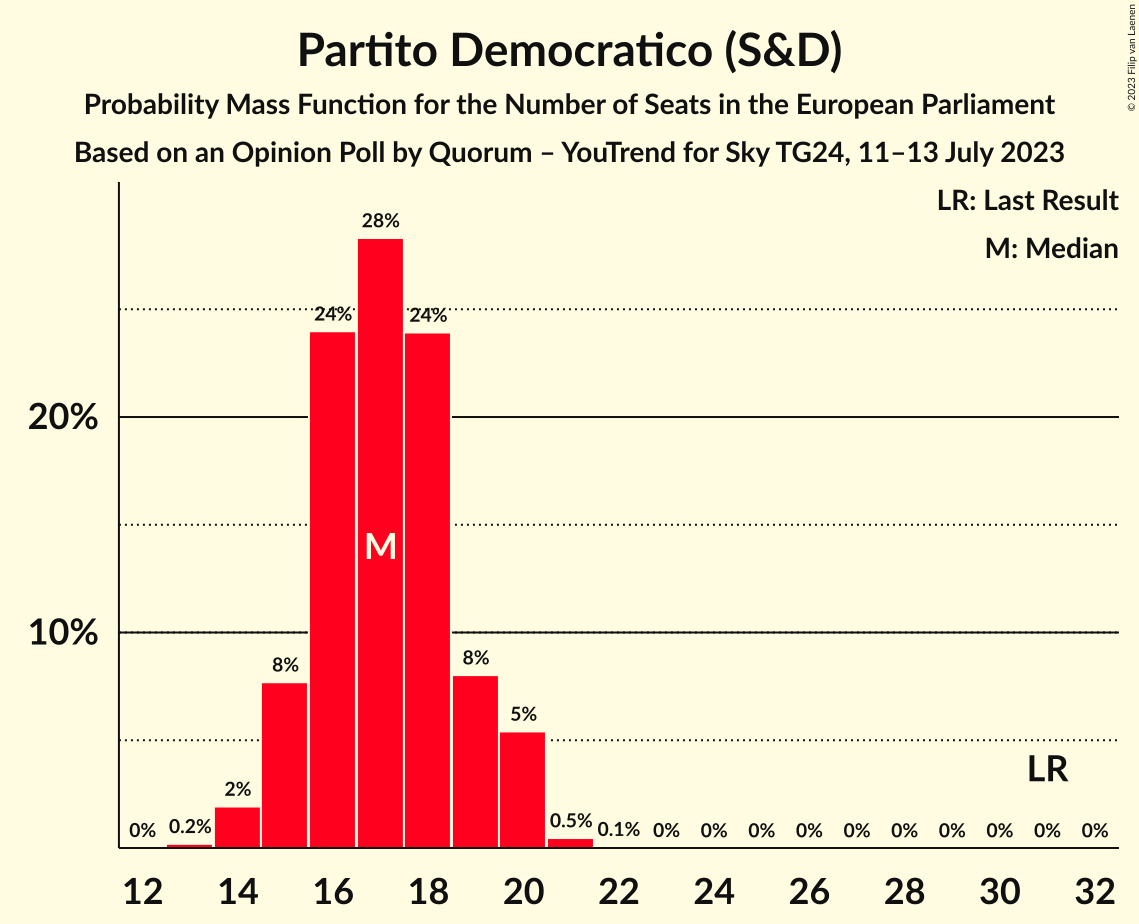 Partito Democratico (S&D)
Probability Mass Function for the Number of Seats in the European Parliament
Based on an Opinion Poll by Quorum – YouTrend for Sky TG24, 11–13 July 2023
© 2023 Filip van Laenen
LR: Last Result
M: Median
20%
10%
0% 0.2% 2% 8% 24% 28% 24% 8% 5% 0.5% 0.1% 0% 0% 0% 0% 0% 0% 0% 0% 0% 0%
M
LR
12 14 16 18 20 22 24 26 28 30 32